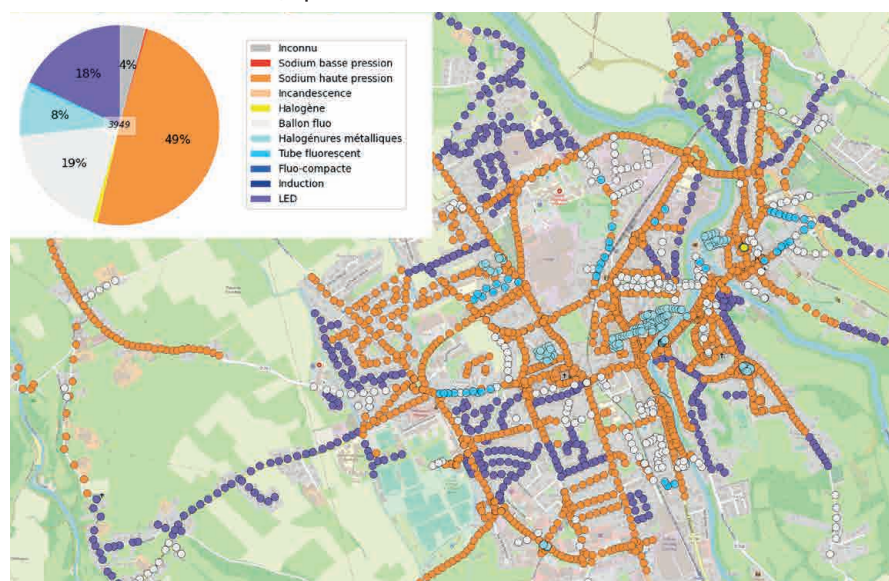 18%
4%
8%
3949
49%
19%
Inconnu
Sodium basse pression
Sodium haute pression
Incandescence
Halogène
Ballon fluo
Halogénures métalliques
Tube fluorescent
Fluo-compacte
Induction
LED